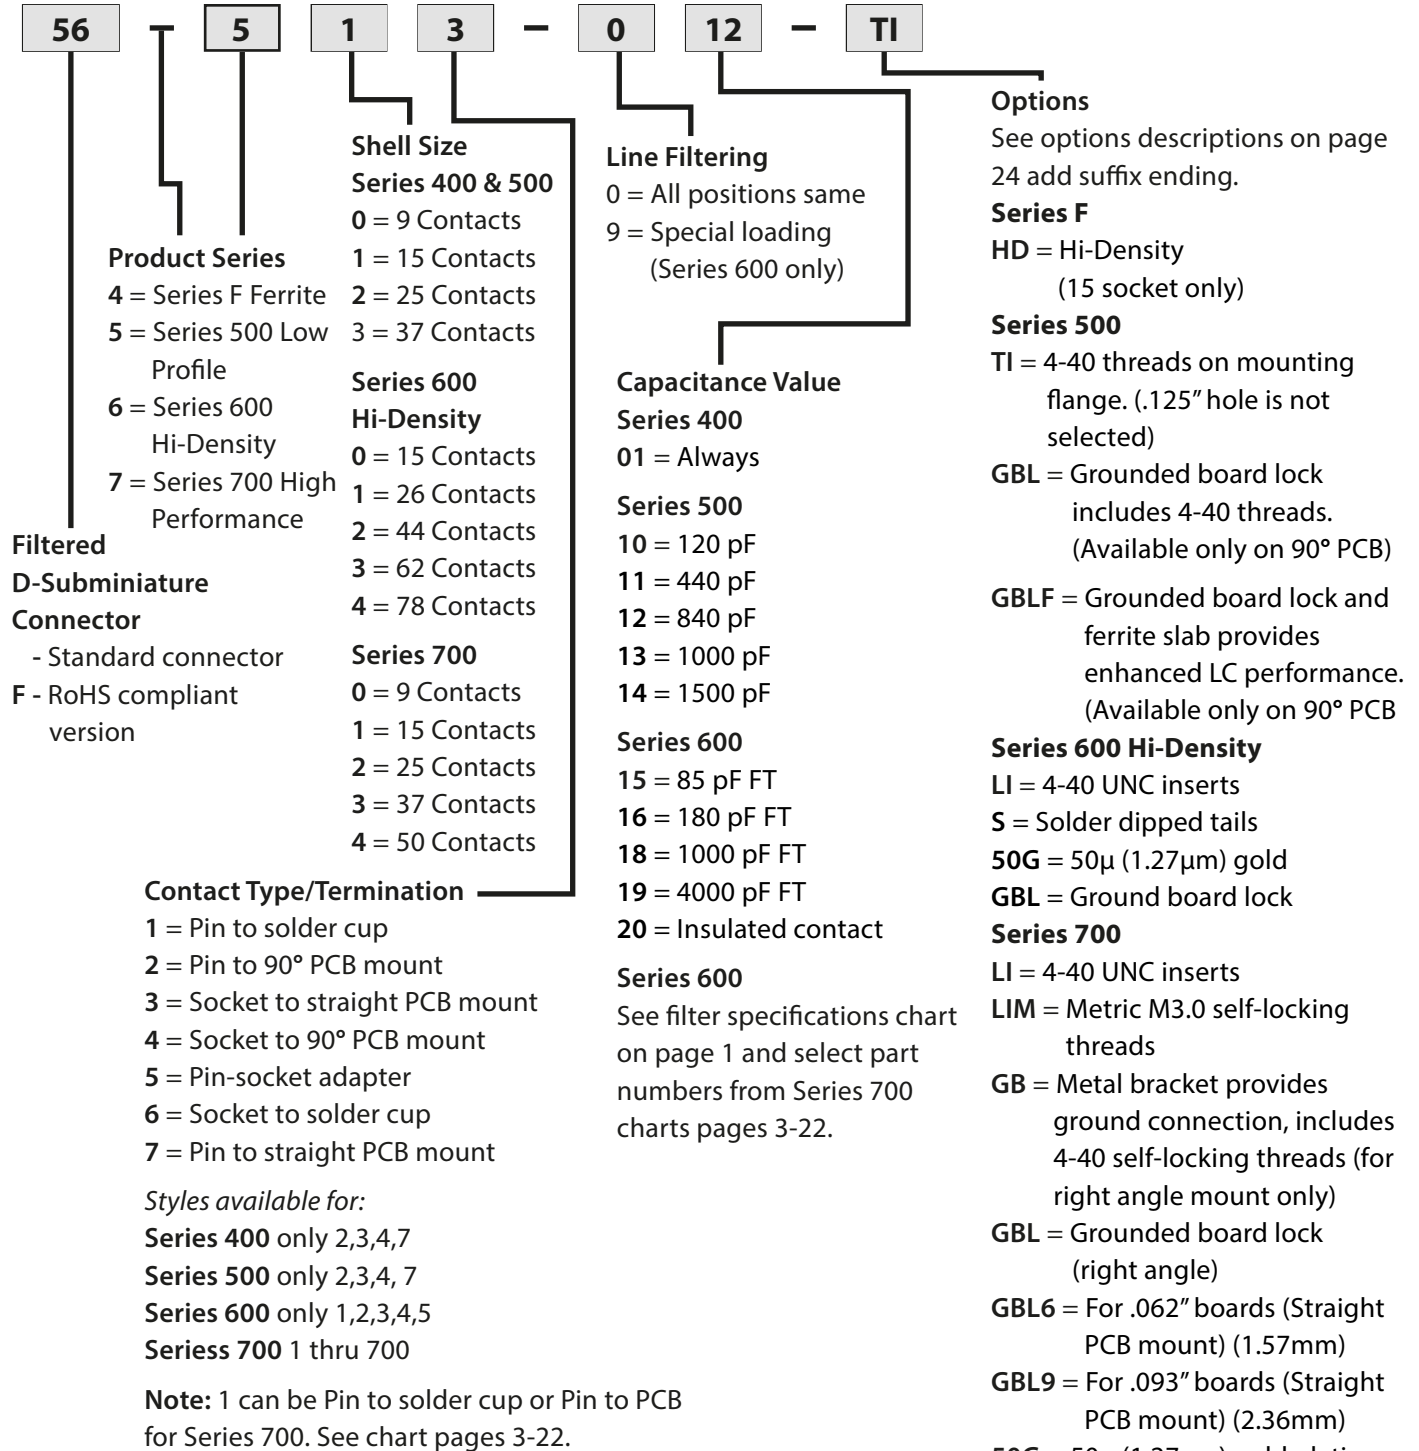 56 – 5 1 3 – 0 12 – TI
Filtered
D-Subminiature
Connector
- Standard connector
F - RoHS compliant
version
Product Series
4 = Series F Ferrite
5 = Series 500 Low
Profile
6 = Series 600
Hi-Density
7 = Series 700 High
Performance
Shell Size
Series 400 & 500
0 = 9 Contacts
1 = 15 Contacts
2 = 25 Contacts
3 = 37 Contacts
Series 600
Hi-Density
0 = 15 Contacts
1 = 26 Contacts
2 = 44 Contacts
3 = 62 Contacts
4 = 78 Contacts
Series 700
0 = 9 Contacts
1 = 15 Contacts
2 = 25 Contacts
3 = 37 Contacts
4 = 50 Contacts
Contact Type/Termination
1 = Pin to solder cup
2 = Pin to 90° PCB mount
3 = Socket to straight PCB mount
4 = Socket to 90° PCB mount
5 = Pin-socket adapter
6 = Socket to solder cup
7 = Pin to straight PCB mount
Styles available for:
Series 400 only 2,3,4,7
Series 500 only 2,3,4, 7
Series 600 only 1,2,3,4,5
Seriess 700 1 thru 700
Note: 1 can be Pin to solder cup or Pin to PCB
for Series 700. See chart pages 3-22.
Line Filtering
0 = All positions same
9 = Special loading
(Series 600 only)
Capacitance Value
Series 400
01 = Always
Series 500
10 = 120 pF
11 = 440 pF
12 = 840 pF
13 = 1000 pF
14 = 1500 pF
Series 600
15 = 85 pF FT
16 = 180 pF FT
18 = 1000 pF FT
19 = 4000 pF FT
20 = Insulated contact
Series 600
See filter specifications chart
on page 1 and select part
numbers from Series 700
charts pages 3-22.
Options
See options descriptions on page
24 add suffix ending.
Series F
HD = Hi-Density
(15 socket only)
Series 500
TI = 4-40 threads on mounting
flange. (.125” hole is not
selected)
GBL = Grounded board lock
includes 4-40 threads.
(Available only on 90° PCB)
GBLF = Grounded board lock and
ferrite slab provides
enhanced LC performance.
(Available only on 90° PCB
Series 600 Hi-Density
LI = 4-40 UNC inserts
S = Solder dipped tails
50G = 50μ (1.27μm) gold
GBL = Ground board lock
Series 700
LI = 4-40 UNC inserts
LIM = Metric M3.0 self-locking
threads
GB = Metal bracket provides
ground connection, includes
4-40 self-locking threads (for
right angle mount only)
GBL = Grounded board lock
(right angle)
GBL6 = For .062” boards (Straight
PCB mount) (1.57mm)
GBL9 = For .093” boards (Straight
PCB mount) (2.36mm)